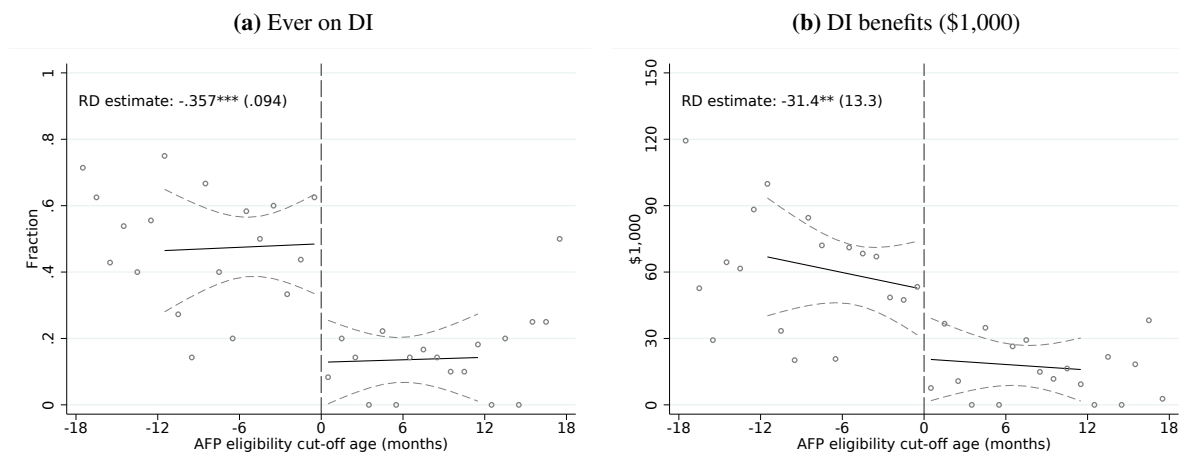 (a) Ever on DI
RD estimate: -.357*** (.094)
Fraction
1
.8
.6
.4
.2
0
-18 -12 -6 0 6 12 18
AFP eligibility cut-off age (months)
(b) DI benefits ($1,000)
RD estimate: -31.4** (13.3)
$1,000
150
120
90
60
30
0
-18 -12 -6 0 6 12 18
AFP eligibility cut-off age (months)